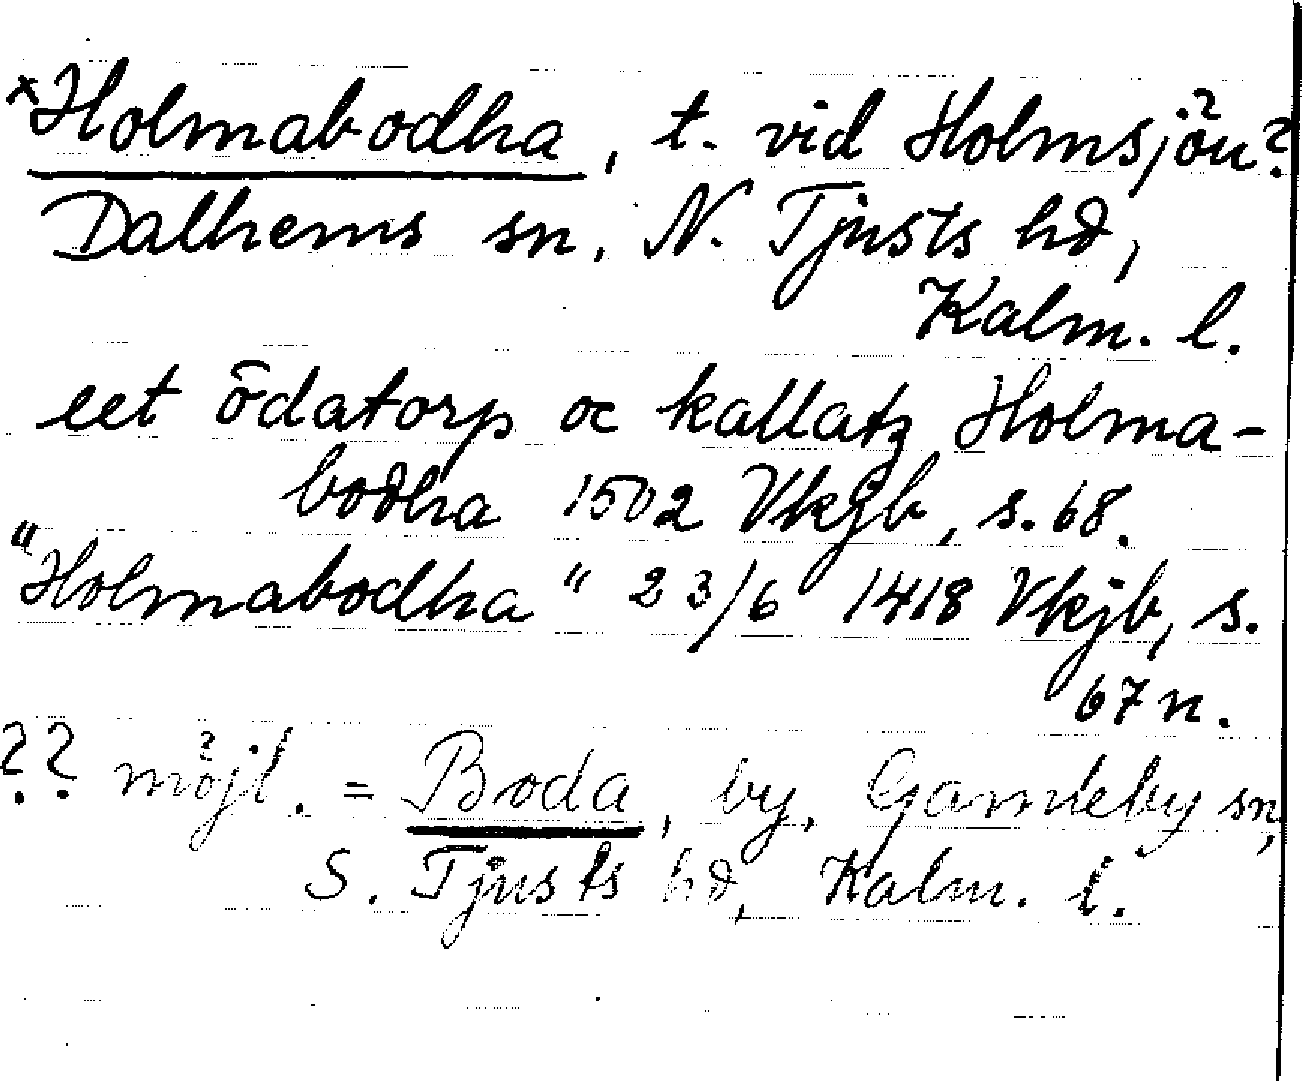 ×Holmabodha, t. vid Holmsjön?
Dalhems sn, N. Tjusts hd,
Kalm. l.
eet ödatorp oc kallatz Holma-
bodha 1502 Vkjb, s. 68.
"Holmabodha" 23/6 1418 Vkjb, s.
67 n.
?? möjl. = Boda, by, Gamleby sn,
S. Tjusts hd, Kalm. l.